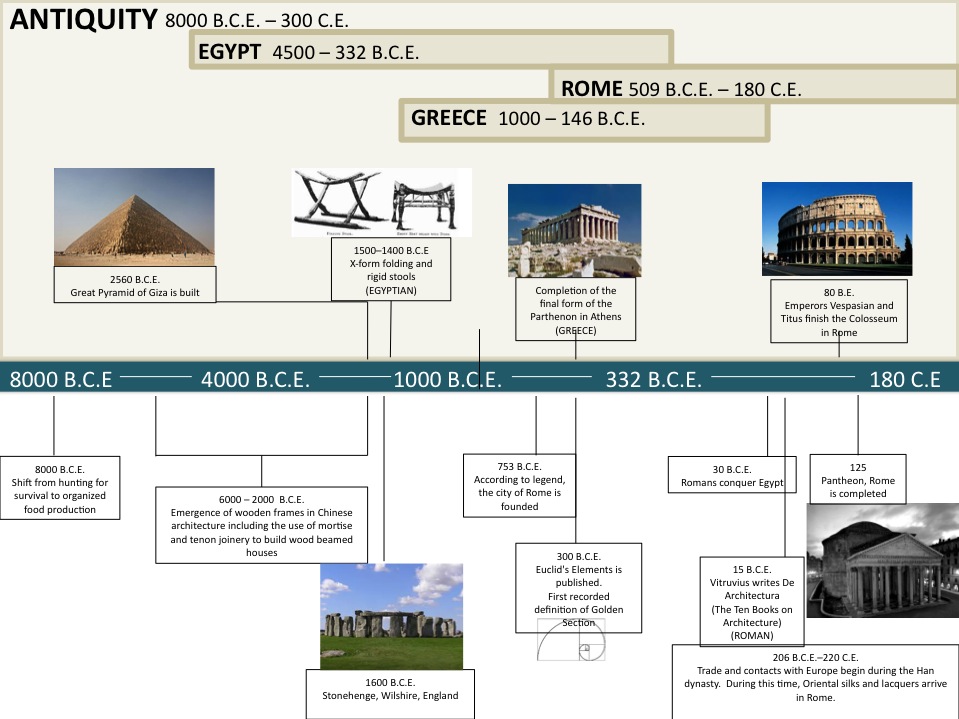 ANTIQUITY 8000 B.C.E. – 300 C.E.
EGYPT 4500 – 332 B.C.E.
ROME 509 B.C.E. – 180 C.E.
GREECE 1000 – 146 B.C.E.
2560 B.C.E.
Great Pyramid of Giza is built
1500–1400 B.C.E
X-form folding and
rigid stools
(EGYPTIAN)
Completion of the
final form of the
Parthenon in Athens
(GREECE)
80 B.E.
Emperors Vespasian and
Titus finish the Colosseum
in Rome
8000 B.C.E 4000 B.C.E. 1000 B.C.E. 332 B.C.E. 180 C.E
8000 B.C.E.
Shift from hunting for
survival to organized
food production
6000 – 2000 B.C.E.
Emergence of wooden frames in Chinese
architecture including the use of mortise
and tenon joinery to build wood beamed
houses
1600 B.C.E.
Stonehenge, Wilshire, England
753 B.C.E.
According to legend,
the city of Rome is
founded
300 B.C.E.
Euclid's Elements is
published.
First recorded
definition of Golden
Section
30 B.C.E.
Romans conquer Egypt
15 B.C.E.
Vitruvius writes De
Architectura
(The Ten Books on
Architecture)
(ROMAN)
125
Pantheon, Rome
is completed
206 B.C.E.–220 C.E.
Trade and contacts with Europe begin during the Han
dynasty. During this time, Oriental silks and lacquers arrive
in Rome.